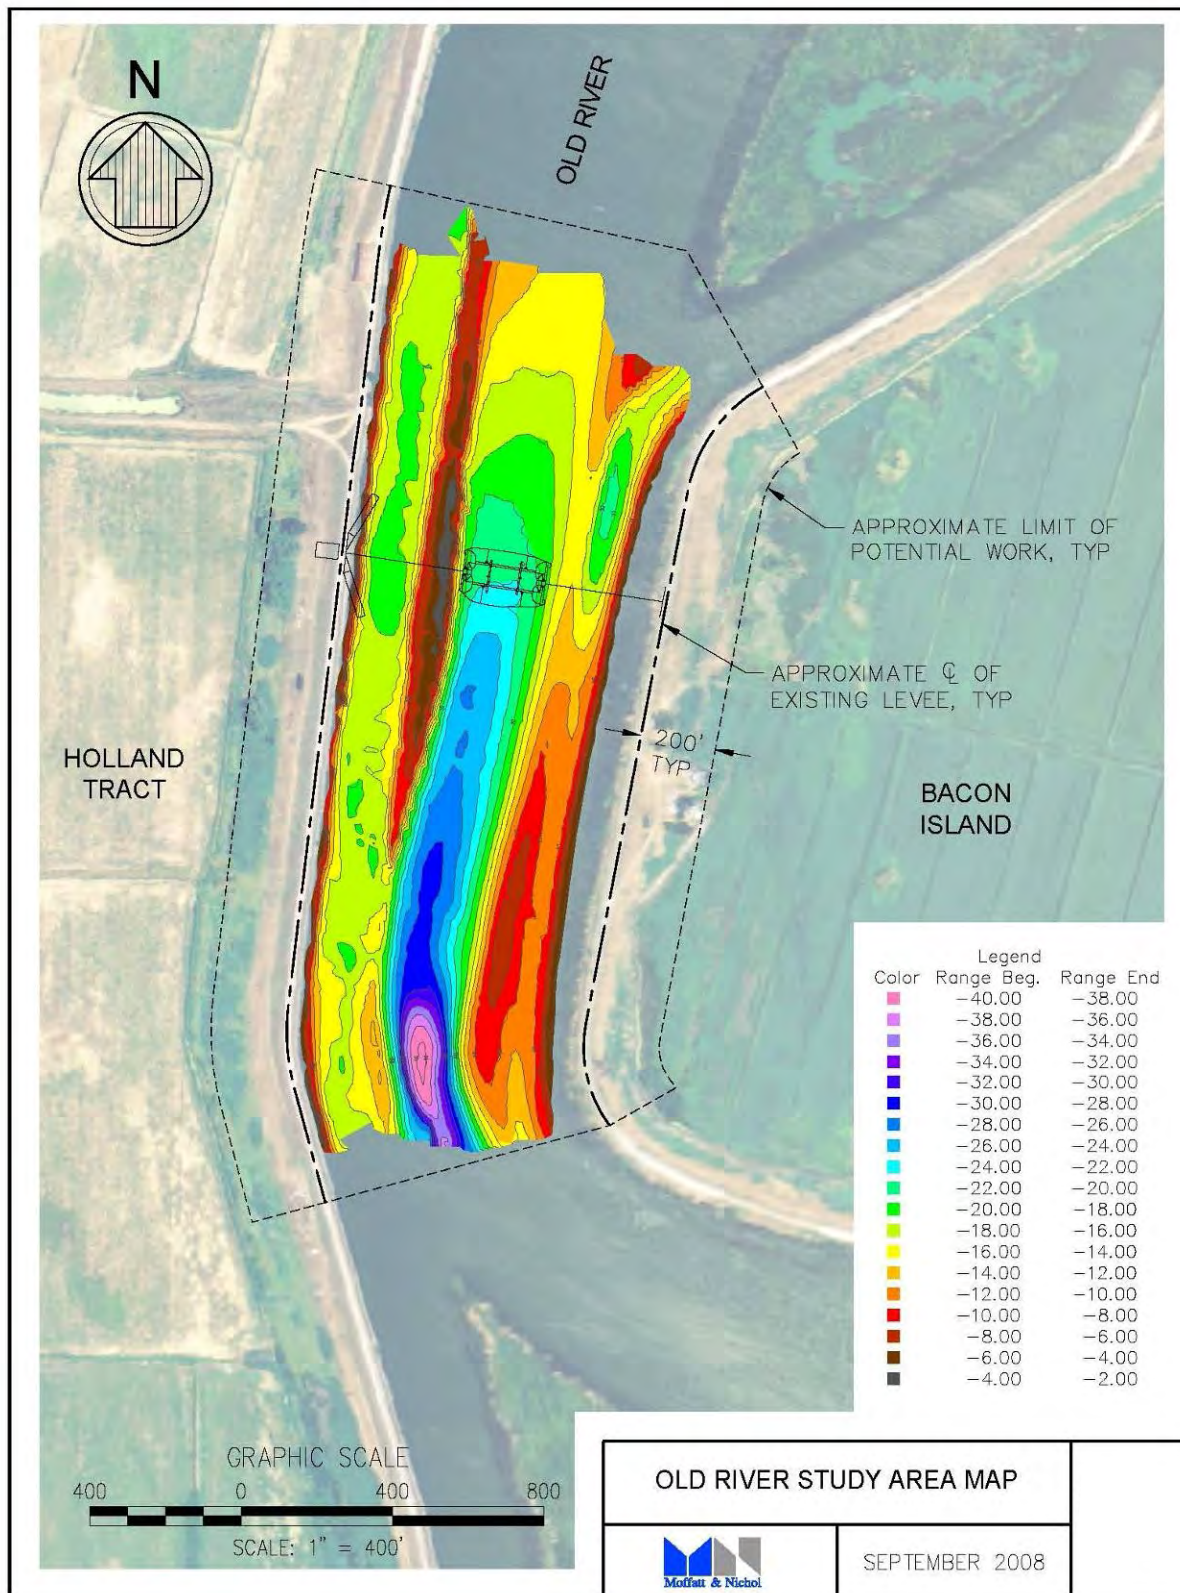 N
OLD RIVER
APPROXIMATE LIMIT OF
POTENTIAL WORK, TYP
APPROXIMATE ℄ OF
EXISTING LEVEE, TYP
200'
TYP
HOLLAND
TRACT
BACON
ISLAND
Legend
Color Range Beg. Range End
-40.00 -38.00
-38.00 -36.00
-36.00 -34.00
-34.00 -32.00
-32.00 -30.00
-30.00 -28.00
-28.00 -26.00
-26.00 -24.00
-24.00 -22.00
-22.00 -20.00
-20.00 -18.00
-18.00 -16.00
-16.00 -14.00
-14.00 -12.00
-12.00 -10.00
-10.00 -8.00
-8.00 -6.00
-6.00 -4.00
-4.00 -2.00
GRAPHIC SCALE
400 0 400 800
SCALE: 1" = 400'
OLD RIVER STUDY AREA MAP
Moffatt & Nichol
SEPTEMBER 2008